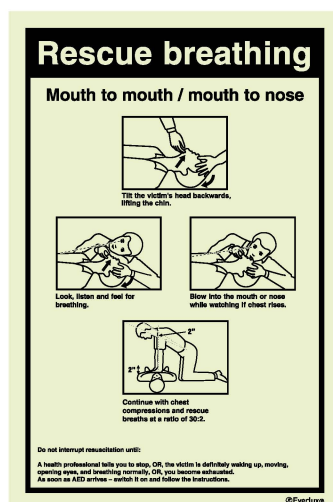 Rescue breathing
Mouth to mouth / mouth to nose
Tilt the victim's head backwards,
lifting the chin.
Look, listen and feel for
breathing.
Blow into the mouth or nose
while watching if chest rises.
2"
2"
Continue with chest
compressions and rescue
breaths at a ratio of 30:2.
Do not interrupt resuscitation until:
A health professional tells you to stop, OR, the victim is definitely waking up, moving,
opening eyes, and breathing normally, OR, you become exhausted.
As soon as AED arrives – switch it on and follow the instructions.
©Everluxe